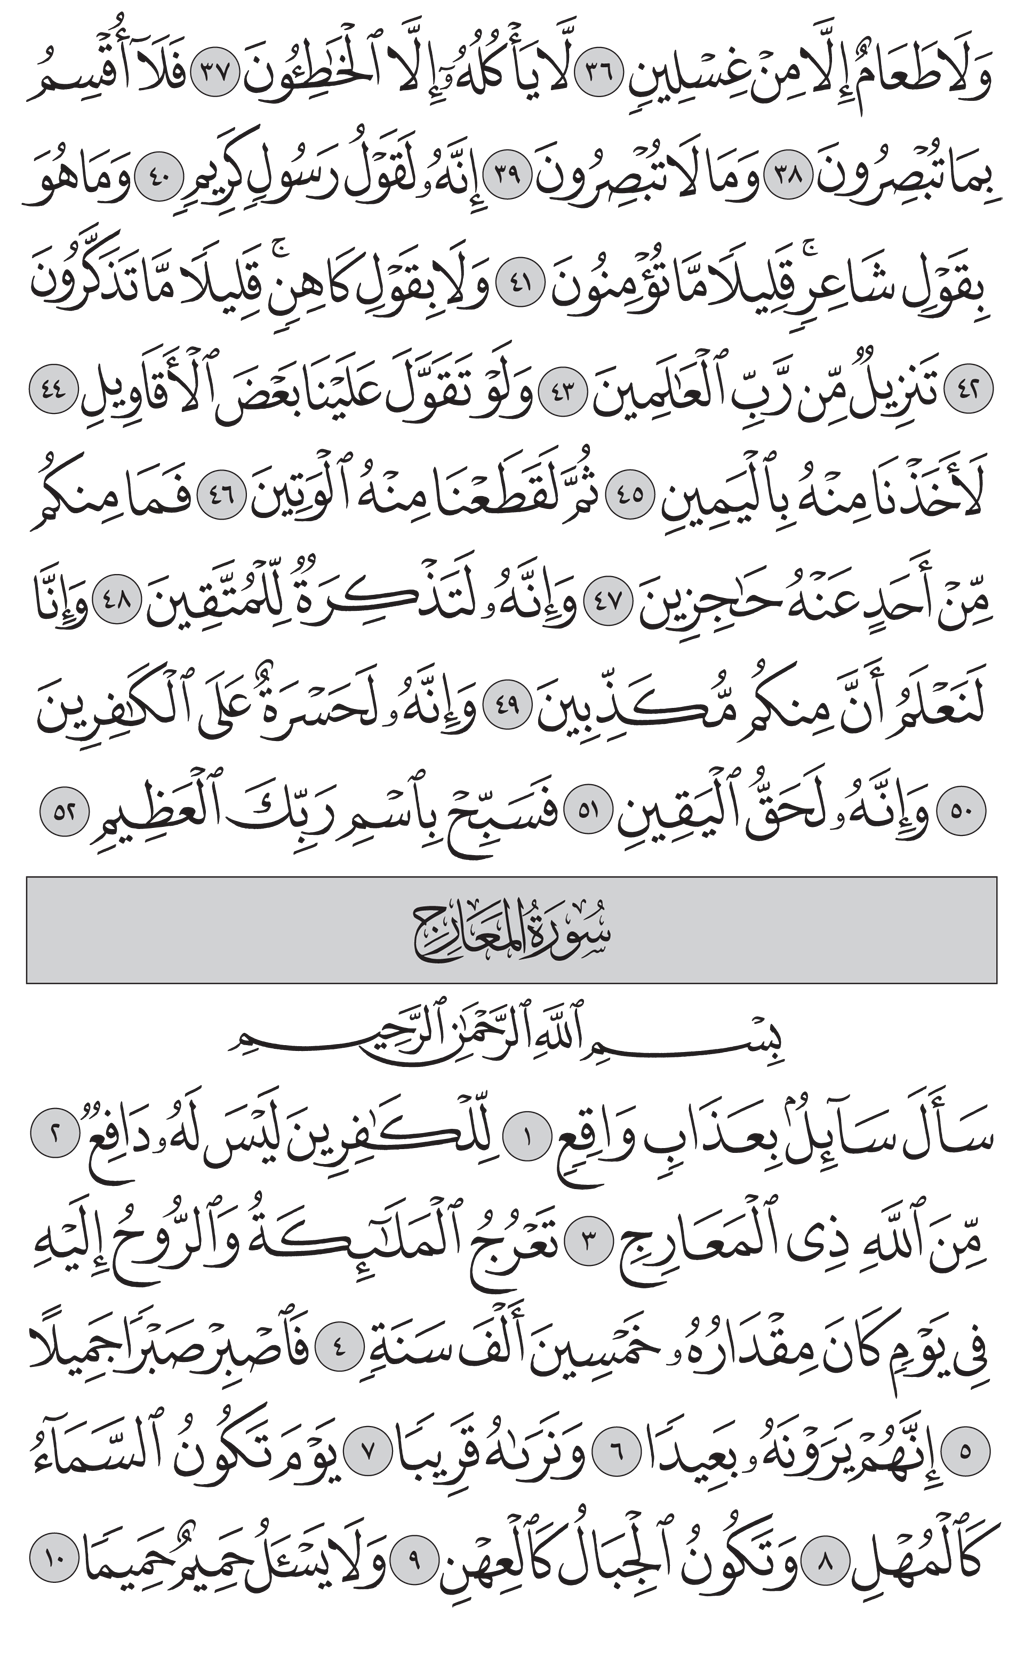 وَلَا طَعَامٌ إِلَّا مِنْ غِسْلِينٍ ٣٦ لَّا يَأْكُلُهُۥٓ إِلَّا ٱلْخَٰطِـُٔونَ ٣٧ فَلَآ أُقْسِمُ
بِمَا تُبْصِرُونَ ٣٨ وَمَا لَا تُبْصِرُونَ ٣٩ إِنَّهُۥ لَقَوْلُ رَسُولٍ كَرِيمٍ ٤٠ وَمَا هُوَ
بِقَوْلِ شَاعِرٍۚ قَلِيلًا مَّا تُؤْمِنُونَ ٤١ وَلَا بِقَوْلِ كَاهِنٍۚ قَلِيلًا مَّا تَذَكَّرُونَ
٤٢ تَنزِيلٌ مِّن رَّبِّ ٱلْعَٰلَمِينَ ٤٣ وَلَوْ تَقَوَّلَ عَلَيْنَا بَعْضَ ٱلْأَقَاوِيلِ ٤٤
لَأَخَذْنَا مِنْهُ بِٱلْيَمِينِ ٤٥ ثُمَّ لَقَطَعْنَا مِنْهُ ٱلْوَتِينَ ٤٦ فَمَا مِنكُم
مِّنْ أَحَدٍ عَنْهُ حَٰجِزِينَ ٤٧ وَإِنَّهُۥ لَتَذْكِرَةٌ لِّلْمُتَّقِينَ ٤٨ وَإِنَّا
لَنَعْلَمُ أَنَّ مِنكُم مُّكَذِّبِينَ ٤٩ وَإِنَّهُۥ لَحَسْرَةٌ عَلَى ٱلْكَٰفِرِينَ
٥٠ وَإِنَّهُۥ لَحَقُّ ٱلْيَقِينِ ٥١ فَسَبِّحْ بِٱسْمِ رَبِّكَ ٱلْعَظِيمِ ٥٢
سُورَةُ المَعَارِجِ
بِسْمِ ٱللَّهِ ٱلرَّحْمَٰنِ ٱلرَّحِيمِ
سَأَلَ سَآئِلٌۢ بِعَذَابٍ وَاقِعٍ ١ لِّلْكَٰفِرِينَ لَيْسَ لَهُۥ دَافِعٌ ٢
مِّنَ ٱللَّهِ ذِى ٱلْمَعَارِجِ ٣ تَعْرُجُ ٱلْمَلَٰٓئِكَةُ وَٱلرُّوحُ إِلَيْهِ
فِى يَوْمٍ كَانَ مِقْدَارُهُۥ خَمْسِينَ أَلْفَ سَنَةٍ ٤ فَٱصْبِرْ صَبْرًا جَمِيلًا
٥ إِنَّهُمْ يَرَوْنَهُۥ بَعِيدًا ٦ وَنَرَىٰهُ قَرِيبًا ٧ يَوْمَ تَكُونُ ٱلسَّمَآءُ
كَٱلْمُهْلِ ٨ وَتَكُونُ ٱلْجِبَالُ كَٱلْعِهْنِ ٩ وَلَا يَسْـَٔلُ حَمِيمٌ حَمِيمًا ١٠